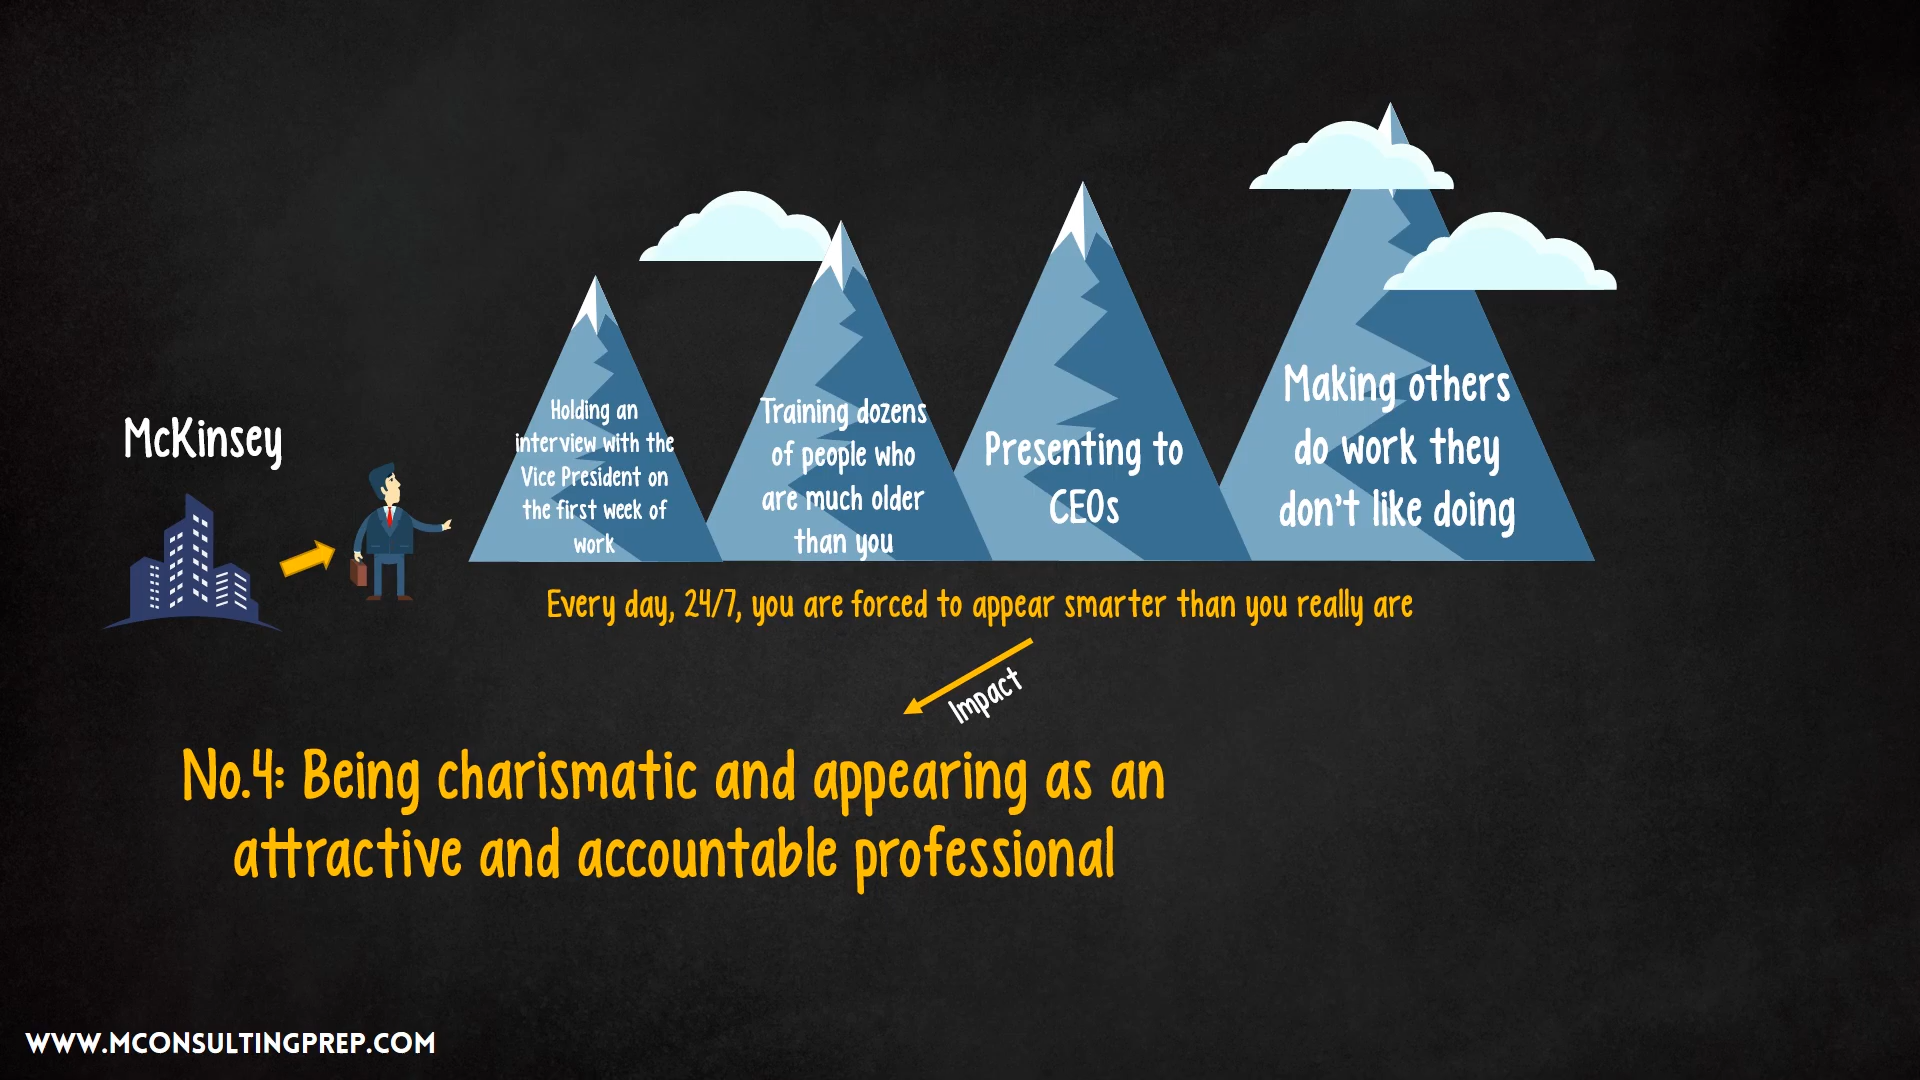 McKinsey
Holding an
interview with the
Vice President on
the first week of
work
Training dozens
of people who
are much older
than you
Presenting to
CEOs
Making others
do work they
don't like doing
Every day, 24/7, you are forced to appear smarter than you really are
Impact
No.4: Being charismatic and appearing as an
attractive and accountable professional
WWW.MCONSULTINGPREP.COM